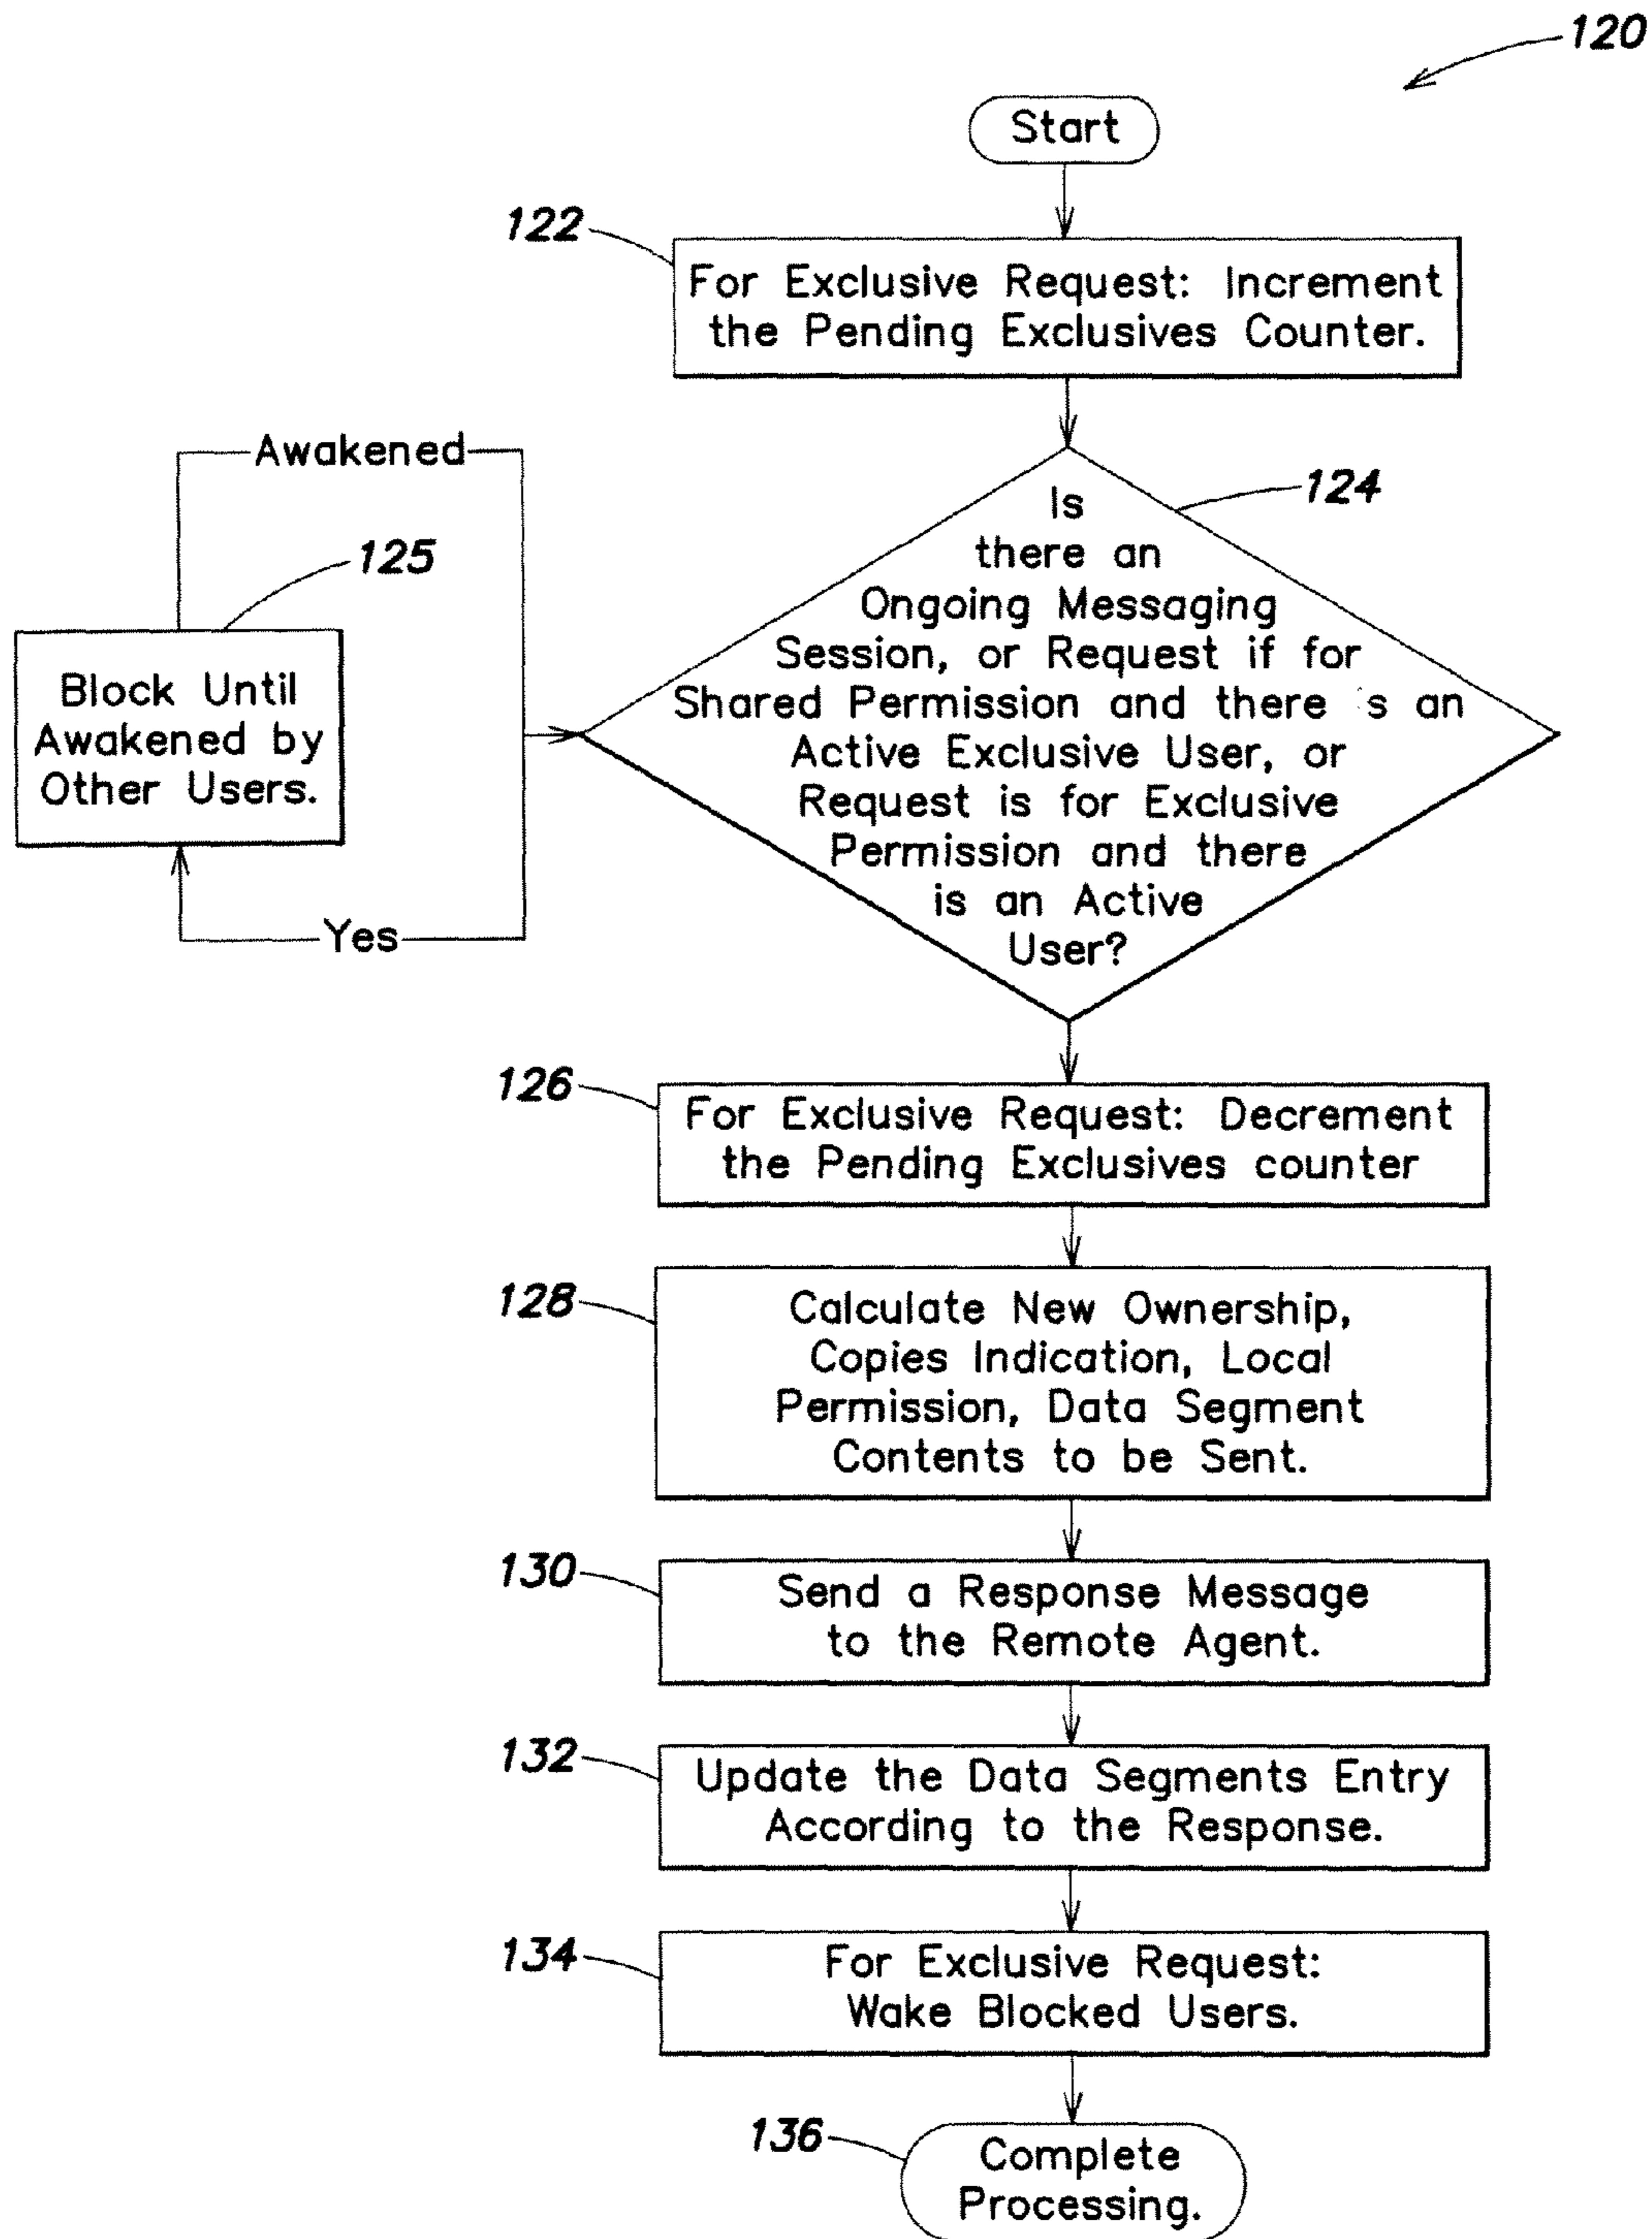 120
Start
122
For Exclusive Request: Increment
the Pending Exclusives Counter.
Awakened
124
125
Is
there an
Ongoing Messaging
Session, or Request if for
Shared Permission and there s an
Active Exclusive User, or
Request is for Exclusive
Permission and there
is an Active
User?
Block Until
Awakened by
Other Users.
Yes
126
For Exclusive Request: Decrement
the Pending Exclusives counter
128
Calculate New Ownership,
Copies Indication, Local
Permission, Data Segment
Contents to be Sent.
130
Send a Response Message
to the Remote Agent.
132
Update the Data Segments Entry
According to the Response.
134
For Exclusive Request:
Wake Blocked Users.
136
Complete
Processing.